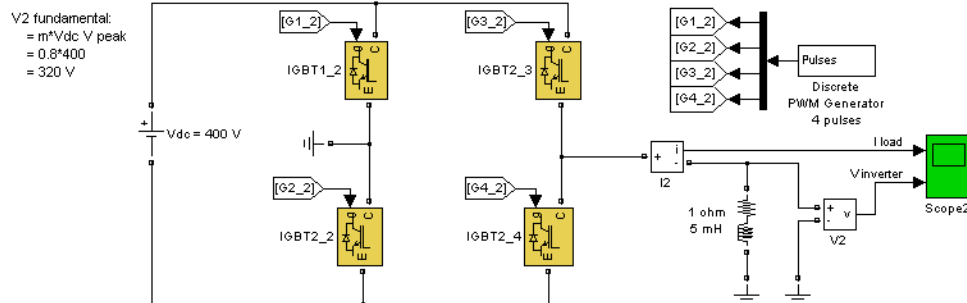 V2 fundamental:
= m*Vdc V peak
= 0.8*400
= 320 V
[G1_2]
[G3_2]
g
C
E
IGBT1_2
g
C
E
IGBT2_3
+
Vdc = 400 V
[G2_2]
[G4_2]
g
C
E
IGBT2_2
g
C
E
IGBT2_4
[G1_2]
[G2_2]
[G3_2]
[G4_2]
Pulses
Discrete
PWM Generator
4 pulses
+
i
-
I2
I load
Vinverter
Scope2
1 ohm
5 mH
+
-
v
V2